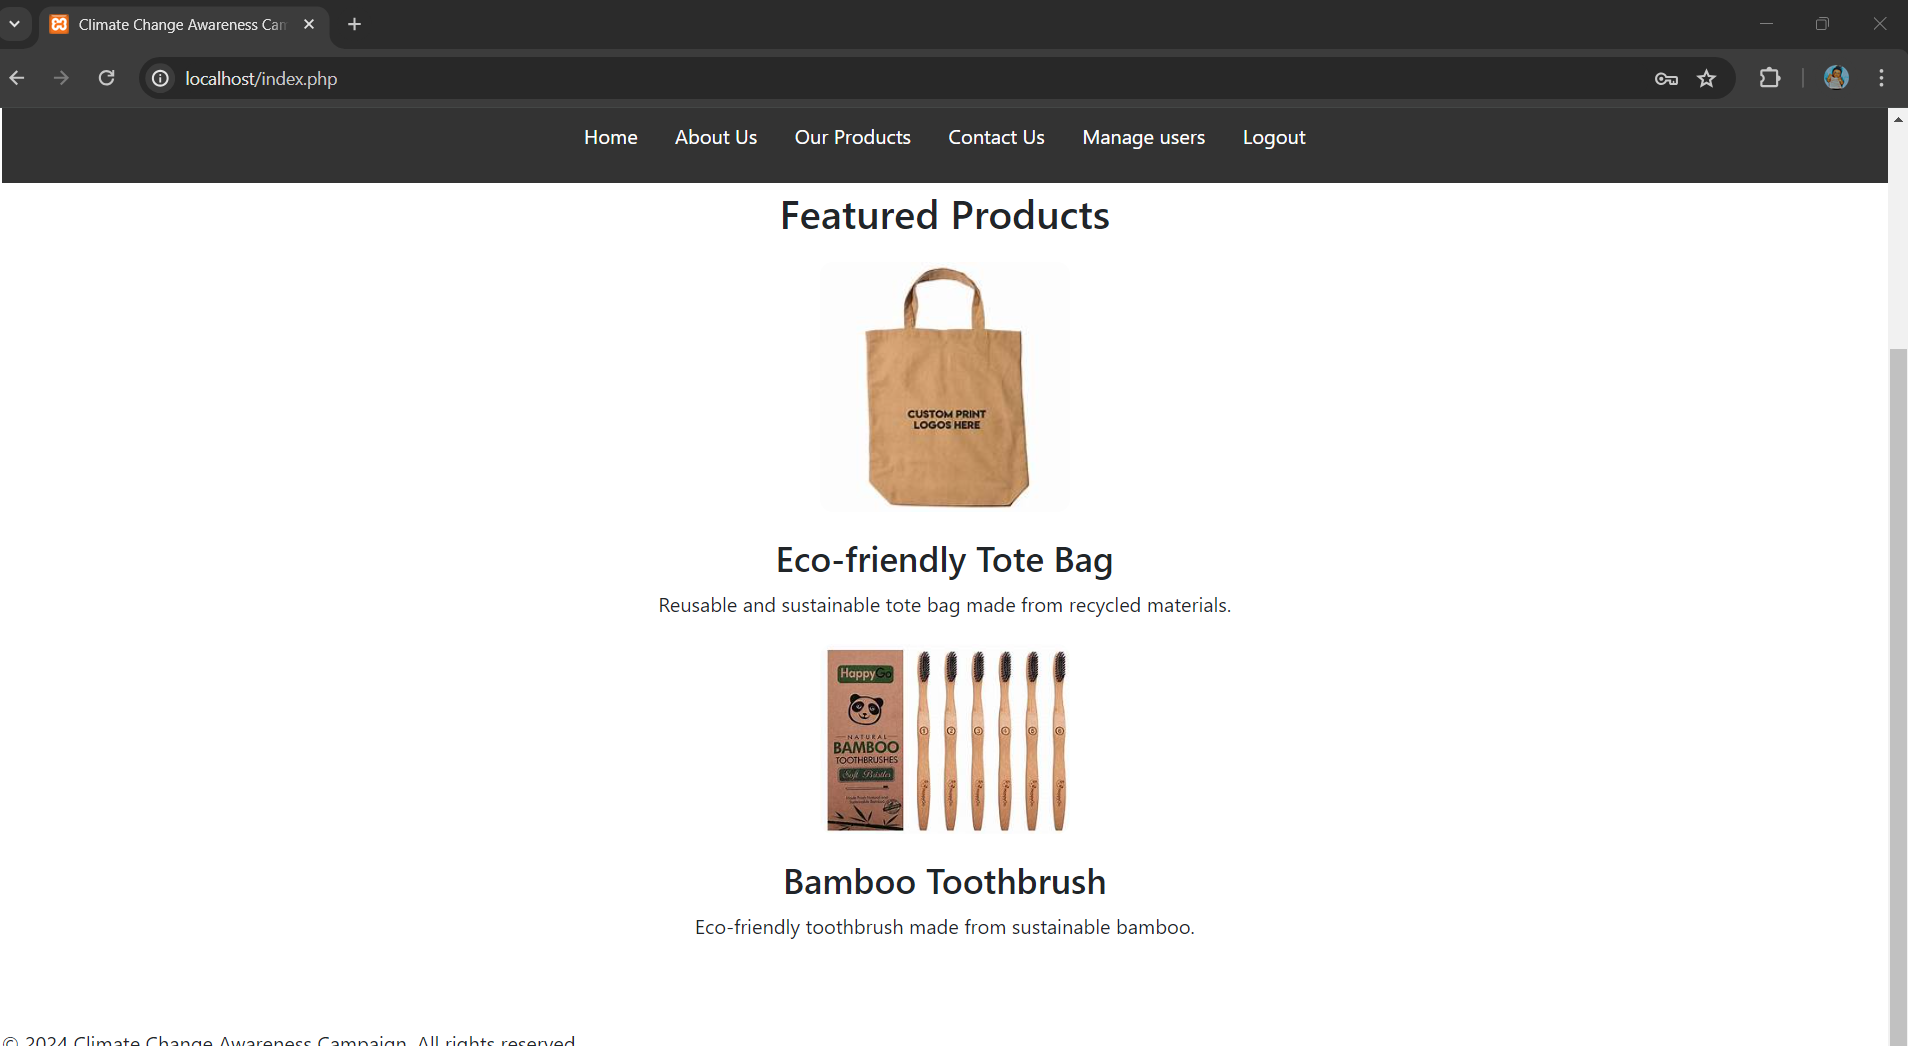 Climate Change Awareness Can
localhost/index.php
Home About Us Our Products Contact Us Manage users Logout
Featured Products
CUSTOM PRINT
LOGOS HERE
Eco-friendly Tote Bag
Reusable and sustainable tote bag made from recycled materials.
HappyGo
NATURAL
BAMBOO
TOOTHBRUSHES
Soft Bristles
Bamboo Toothbrush
Eco-friendly toothbrush made from sustainable bamboo.
© 2024 Climate Change Awareness Campaign. All rights reserved.